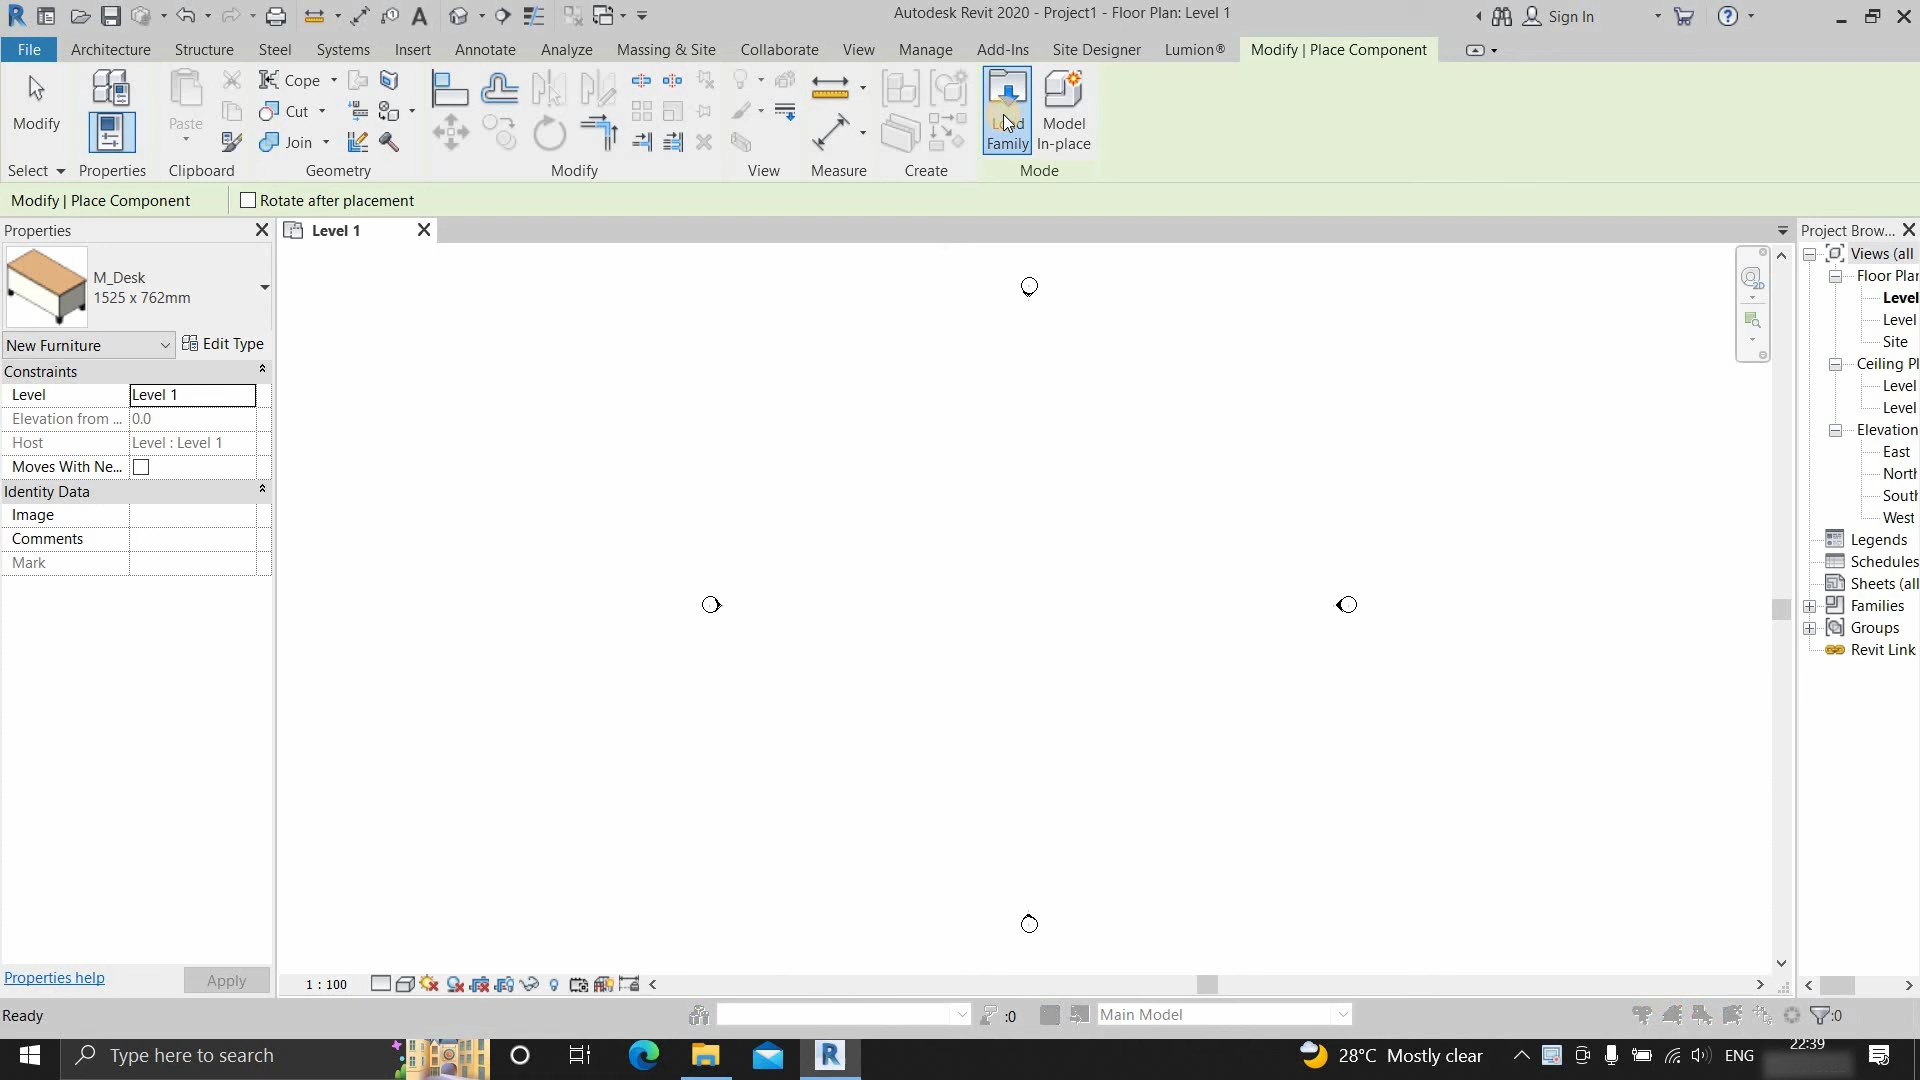 Autodesk Revit 2020 - Project1 - Floor Plan: Level 1
Sign In
File Architecture Structure Steel Systems Insert Annotate Analyze Massing & Site Collaborate View Manage Add-Ins Site Designer Lumion® Modify | Place Component
Modify
Paste
Cope
Cut
Join
Load Family
Model In-place
Select Properties Clipboard Geometry Modify View Measure Create Mode
Modify | Place Component Rotate after placement
Properties
Level 1
Project Brow...
M_Desk
1525 x 762mm
New Furniture Edit Type
Constraints
Level Level 1
Elevation from ... 0.0
Host Level : Level 1
Moves With Ne...
Identity Data
Image
Comments
Mark
Properties help Apply
2D
Views (all
Floor Plan
Level
Level
Site
Ceiling Pl
Level
Level
Elevation
East
North
South
West
Legends
Schedules
Sheets (all
Families
Groups
Revit Link
1 : 100
Ready
:0
Main Model
:0
Type here to search
28°C Mostly clear
ENG
22:39